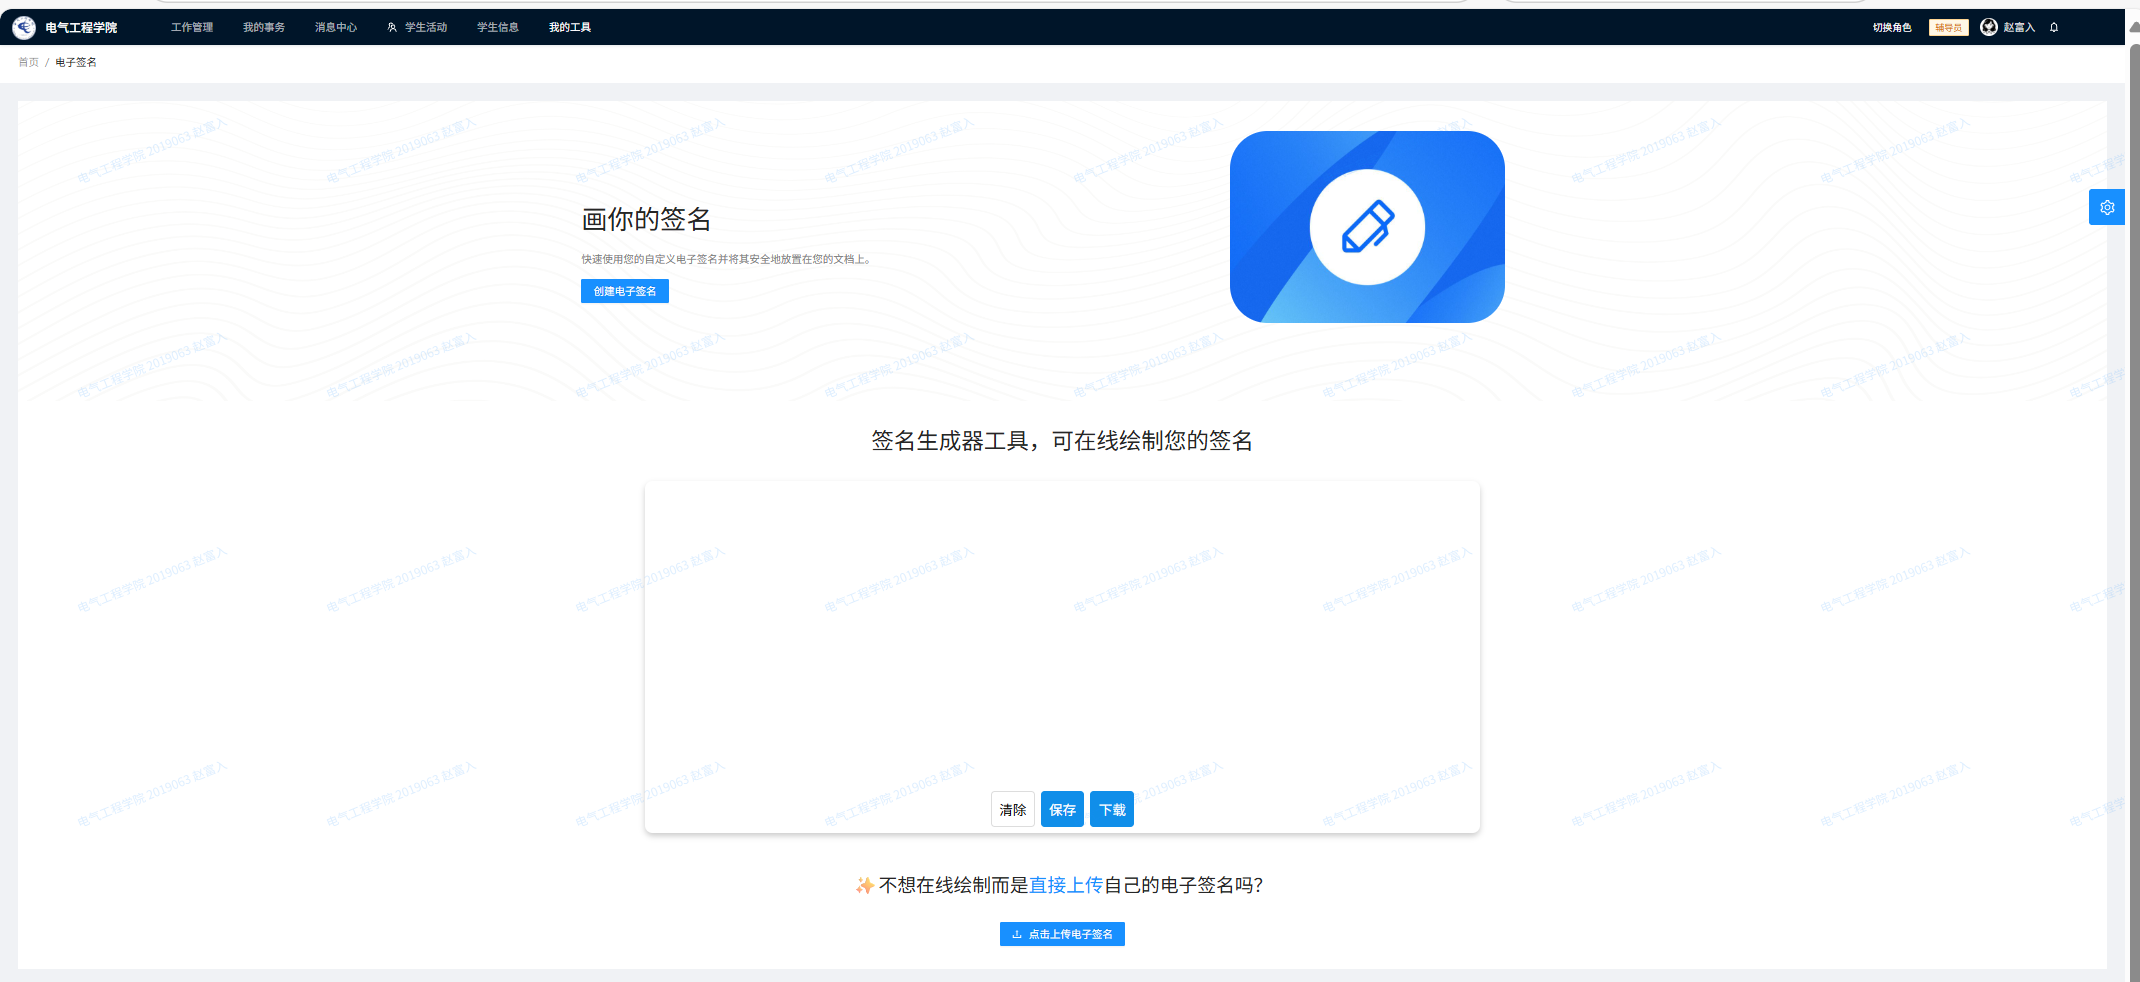 电气工程学院 工作管理 我的事务 消息中心 学生活动 学生信息 我的工具 切换角色 辅导员 赵富入
首页 / 电子签名
电气工程学院 2019063 赵富入
画你的签名
快速使用您的自定义电子签名并将其安全地放置在您的文档上。
创建电子签名
签名生成器工具，可在线绘制您的签名
清除 保存 下载
✨不想在线绘制而是直接上传自己的电子签名吗？
点击上传电子签名